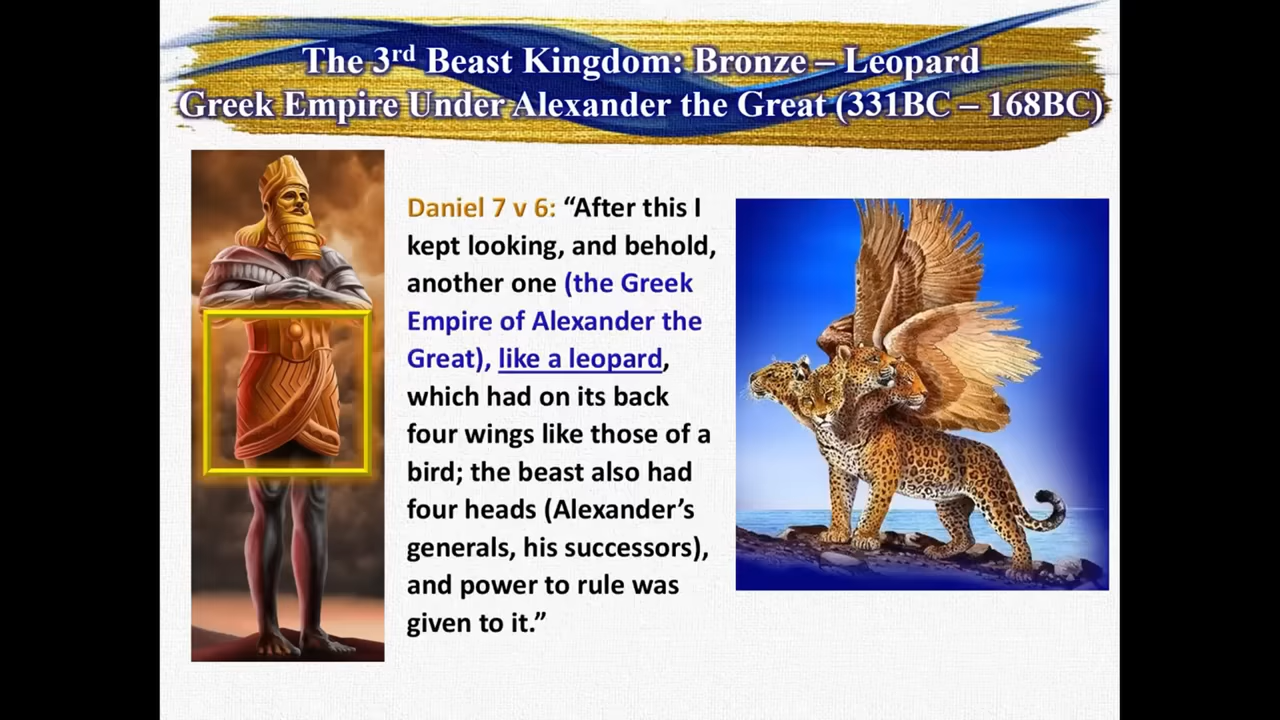 The 3rd Beast Kingdom: Bronze – Leopard
Greek Empire Under Alexander the Great (331BC – 168BC)
Daniel 7 v 6: “After this I
kept looking, and behold,
another one (the Greek
Empire of Alexander the
Great), like a leopard,
which had on its back
four wings like those of a
bird; the beast also had
four heads (Alexander’s
generals, his successors),
and power to rule was
given to it.”